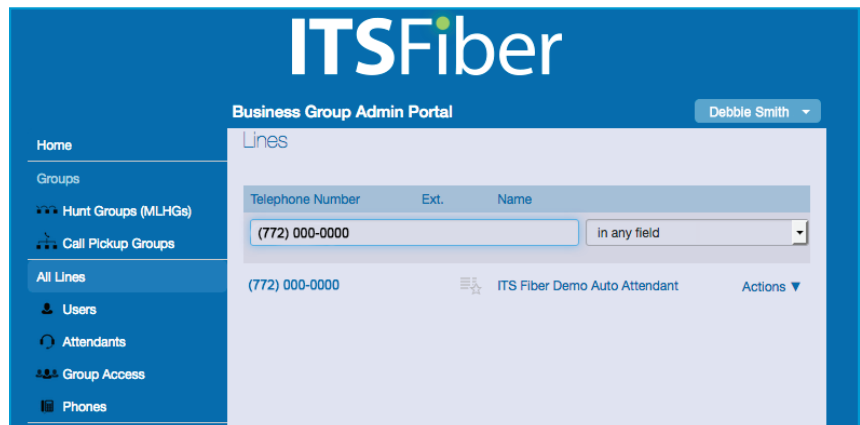 ITSFiber
Business Group Admin Portal
Debbie Smith
Home
Groups
Hunt Groups (MLHGs)
Call Pickup Groups
All Lines
Users
Attendants
Group Access
Phones
Lines
Telephone Number Ext. Name
(772) 000-0000 in any field
(772) 000-0000 ITS Fiber Demo Auto Attendant Actions ▼